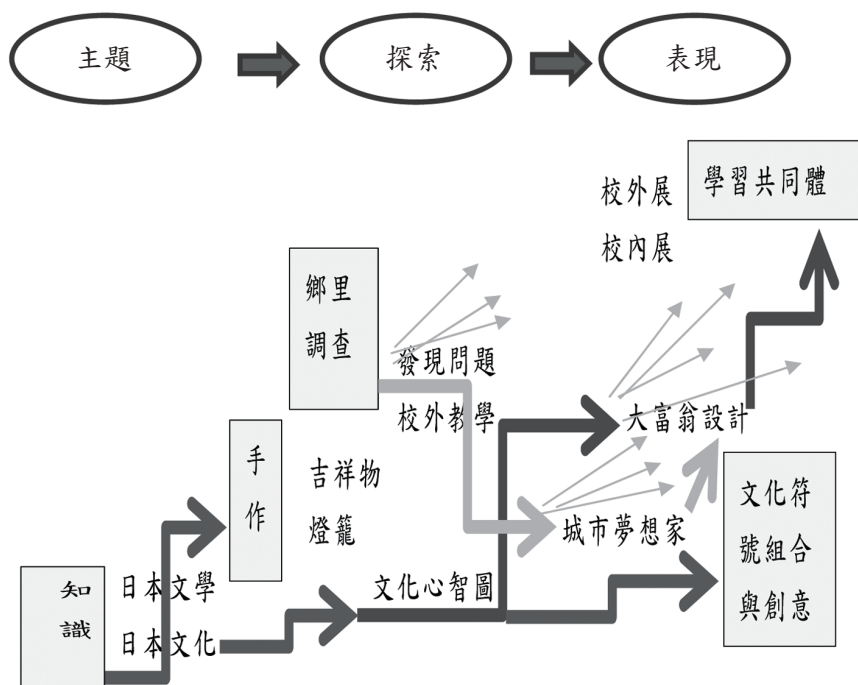 主題
探索
表現
學習共同體
校外展
校內展
鄉里
調查
發現問題
校外教學
大富翁設計
手
作
吉祥物
燈籠
城市夢想家
文化符
號組合
與創意
知
識
日本文學
日本文化
文化心智圖